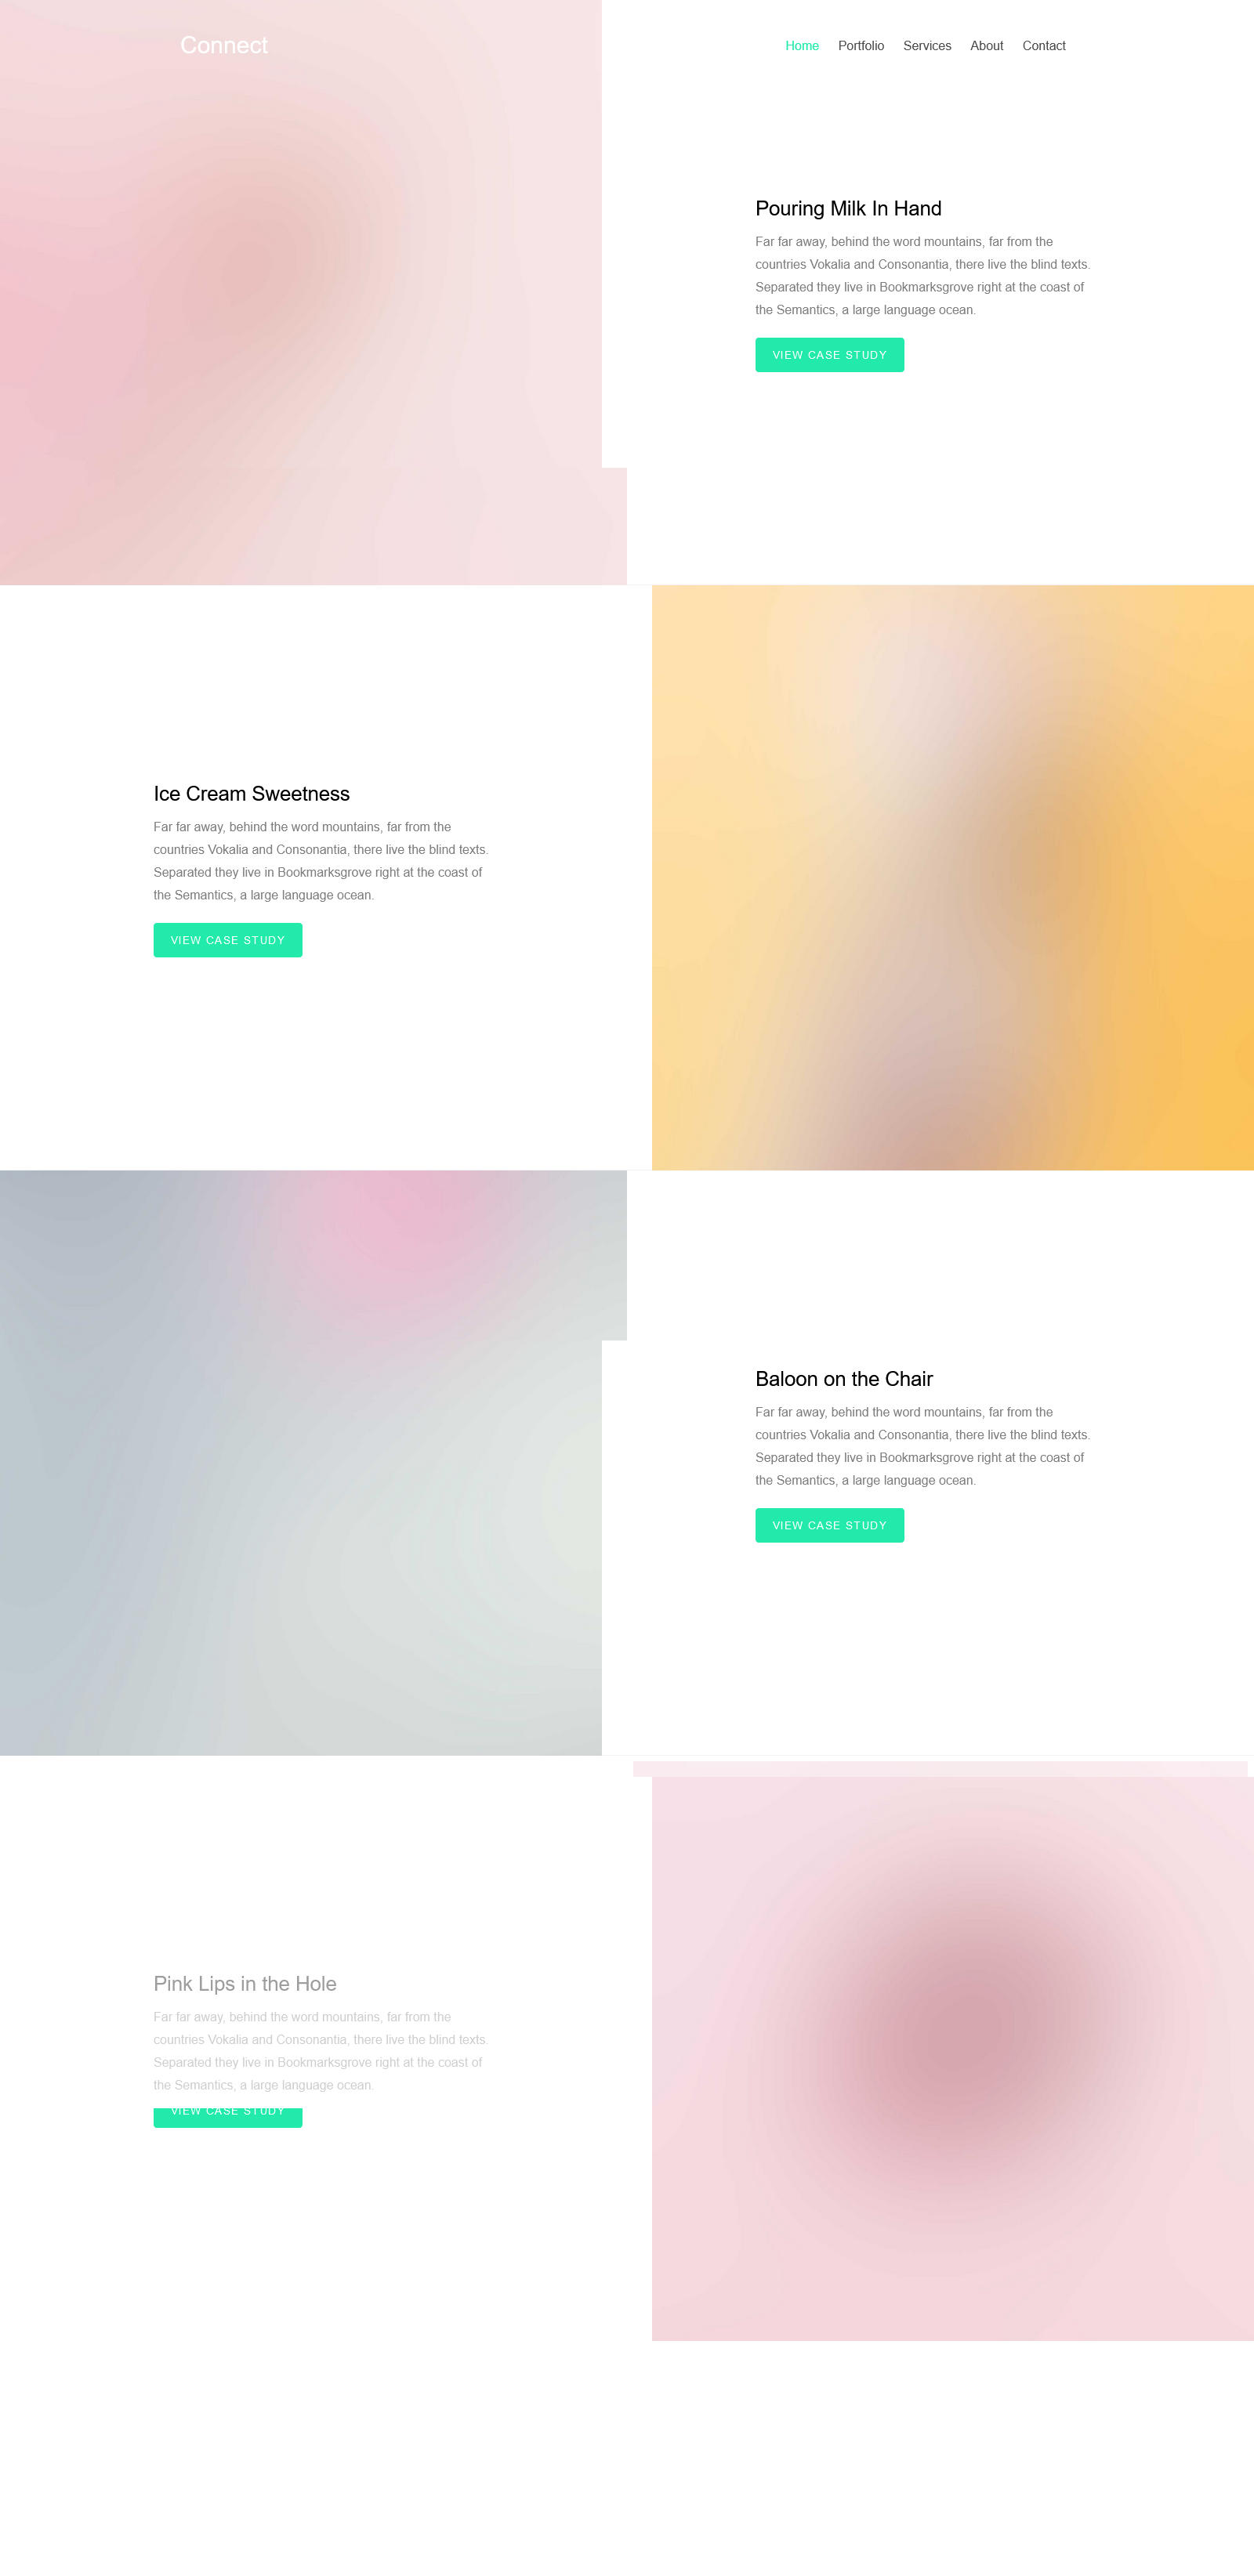 Connect
Home Portfolio Services About Contact
Pouring Milk In Hand
Far far away, behind the word mountains, far from the
countries Vokalia and Consonantia, there live the blind texts.
Separated they live in Bookmarksgrove right at the coast of
the Semantics, a large language ocean.
VIEW CASE STUDY
Ice Cream Sweetness
Far far away, behind the word mountains, far from the
countries Vokalia and Consonantia, there live the blind texts.
Separated they live in Bookmarksgrove right at the coast of
the Semantics, a large language ocean.
VIEW CASE STUDY
Baloon on the Chair
Far far away, behind the word mountains, far from the
countries Vokalia and Consonantia, there live the blind texts.
Separated they live in Bookmarksgrove right at the coast of
the Semantics, a large language ocean.
VIEW CASE STUDY
Pink Lips in the Hole
Far far away, behind the word mountains, far from the
countries Vokalia and Consonantia, there live the blind texts.
Separated they live in Bookmarksgrove right at the coast of
the Semantics, a large language ocean.
VIEW CASE STUDY